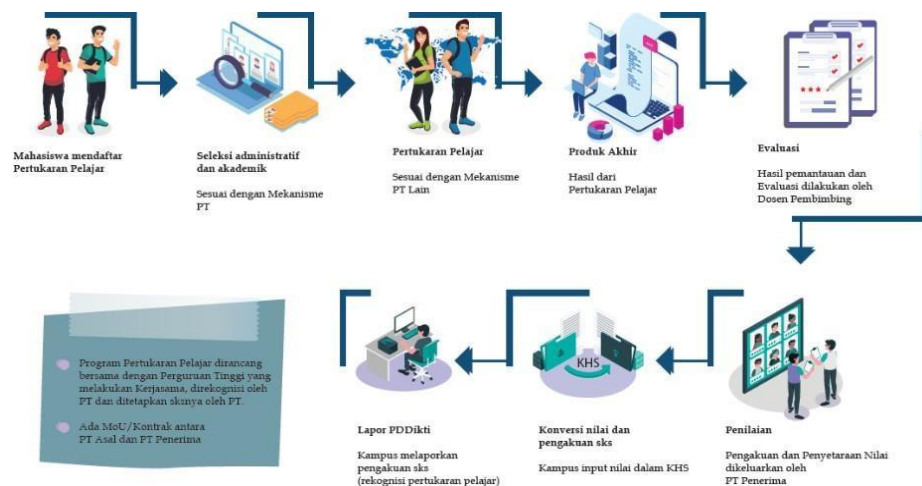 Mahasiswa mendaftar
Pertukaran Pelajar
Seleksi administratif
dan akademik
Sesuai dengan Mekanisme
PT
Pertukaran Pelajar
Sesuai dengan Mekanisme
PT Lain
Produk Akhir
Hasil dari
Pertukaran Pelajar
Evaluasi
Hasil pemantauan dan
Evaluasi dilakukan oleh
Dosen Pembimbing
Program Pertukaran Pelajar dirancang
bersama dengan Perguruan Tinggi yang
melakukan Kerjasama, direkognisi oleh
PT dan ditetapkan sksnya oleh PT.
Ada MoU/Kontrak antara
PT Asal dan PT Penerima
Lapor PDDikti
Kampus melaporkan
pengakuan sks
(rekognisi pertukaran pelajar)
KHS
Konversi nilai dan
pengakuan sks
Kampus input nilai dalam KHS
Penilaian
Pengakuan dan Penyetaraan Nilai
dikeluarkan oleh
PT Penerima